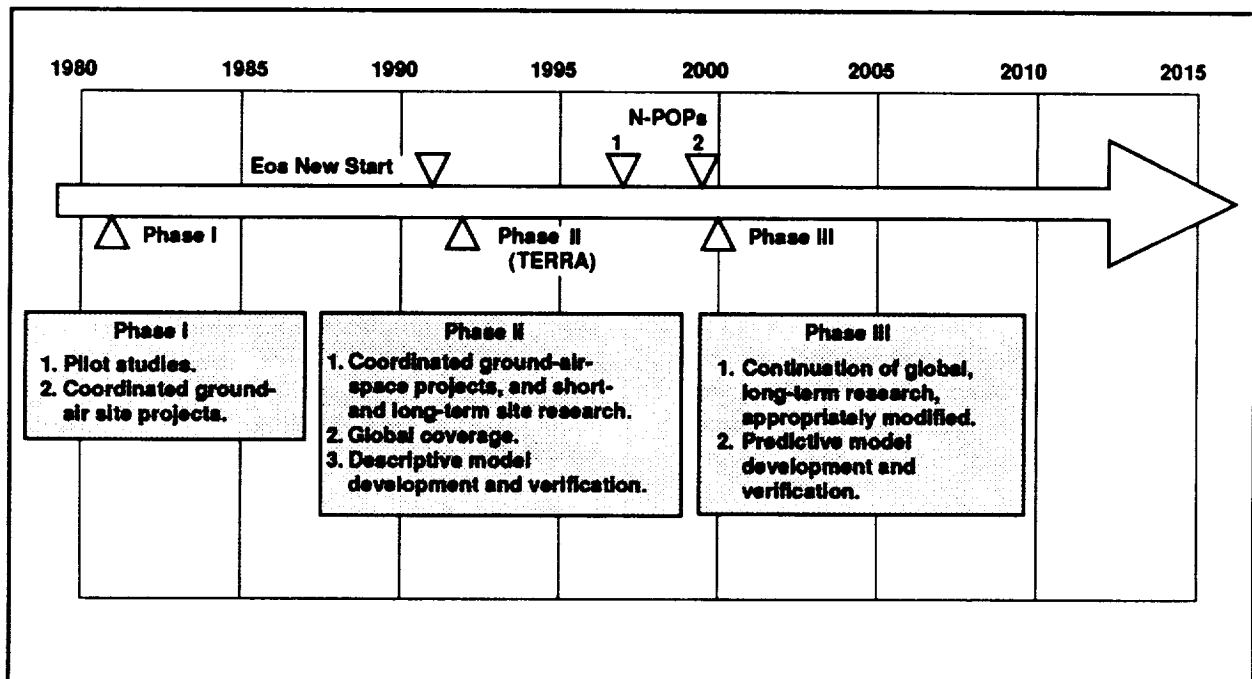 1980 1985 1990 1995 2000 2005 2010 2015
N-POPs
1 2
Eos New Start
Phase I
Phase II
(TERRA)
Phase III
Phase I
1. Pilot studies.
2. Coordinated ground-
air site projects.
Phase II
1. Coordinated ground-air-
space projects, and short-
and long-term site research.
2. Global coverage.
3. Descriptive model
development and verification.
Phase III
1. Continuation of global,
long-term research,
appropriately modified.
2. Predictive model
development and
verification.